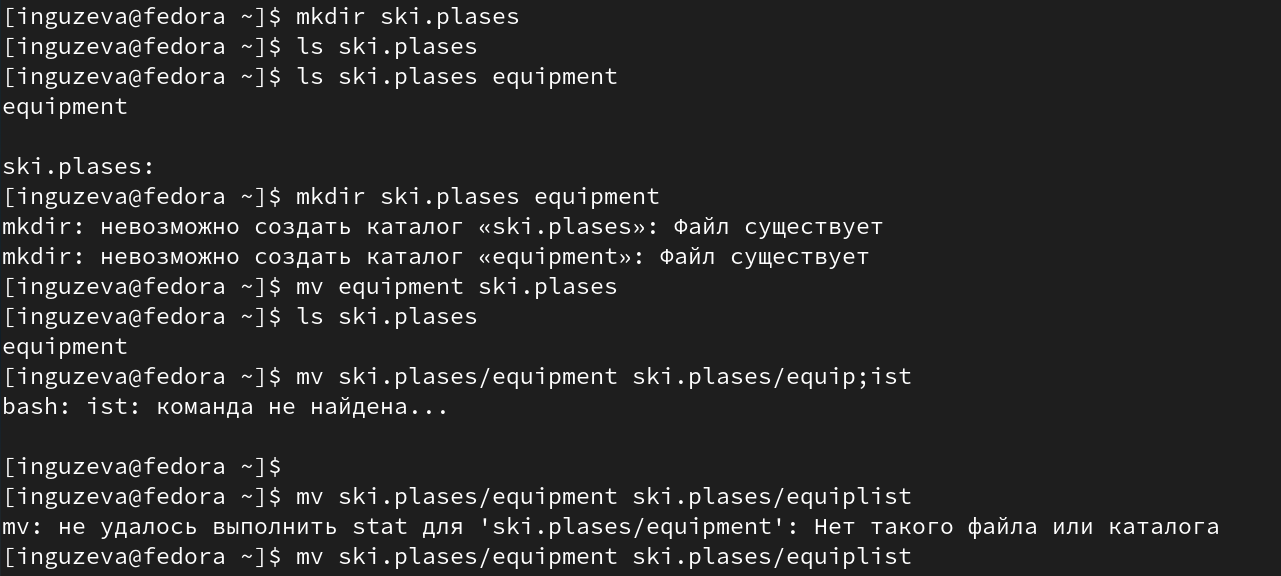 [inguzeva@fedora ~]$ mkdir ski.plases
[inguzeva@fedora ~]$ ls ski.plases
[inguzeva@fedora ~]$ ls ski.plases equipment
equipment

ski.plases:
[inguzeva@fedora ~]$ mkdir ski.plases equipment
mkdir: невозможно создать каталог «ski.plases»: Файл существует
mkdir: невозможно создать каталог «equipment»: Файл существует
[inguzeva@fedora ~]$ mv equipment ski.plases
[inguzeva@fedora ~]$ ls ski.plases
equipment
[inguzeva@fedora ~]$ mv ski.plases/equipment ski.plases/equip;ist
bash: ist: команда не найдена...

[inguzeva@fedora ~]$
[inguzeva@fedora ~]$ mv ski.plases/equipment ski.plases/equiplist
mv: не удалось выполнить stat для 'ski.plases/equipment': Нет такого файла или каталога
[inguzeva@fedora ~]$ mv ski.plases/equipment ski.plases/equiplist